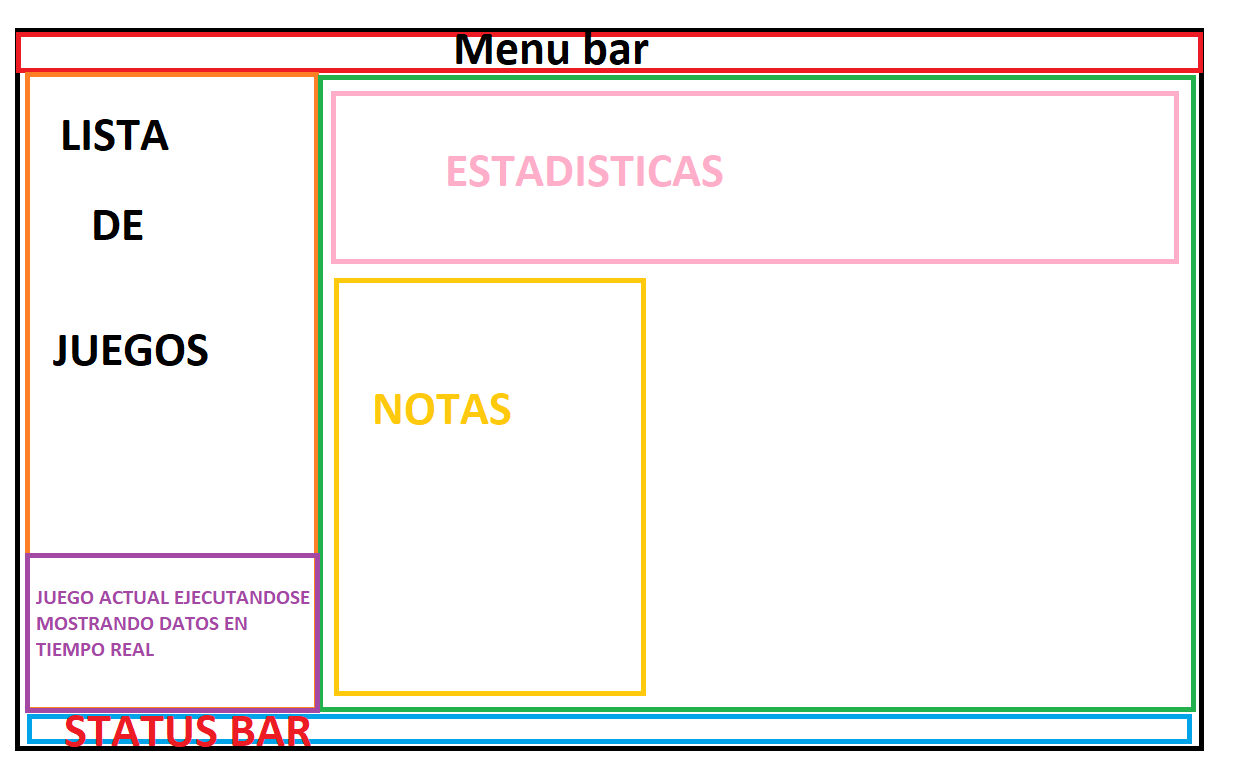 Menu bar
LISTA
DE
JUEGOS
ESTADISTICAS
NOTAS
JUEGO ACTUAL EJECUTANDOSE
MOSTRANDO DATOS EN
TIEMPO REAL
STATUS BAR